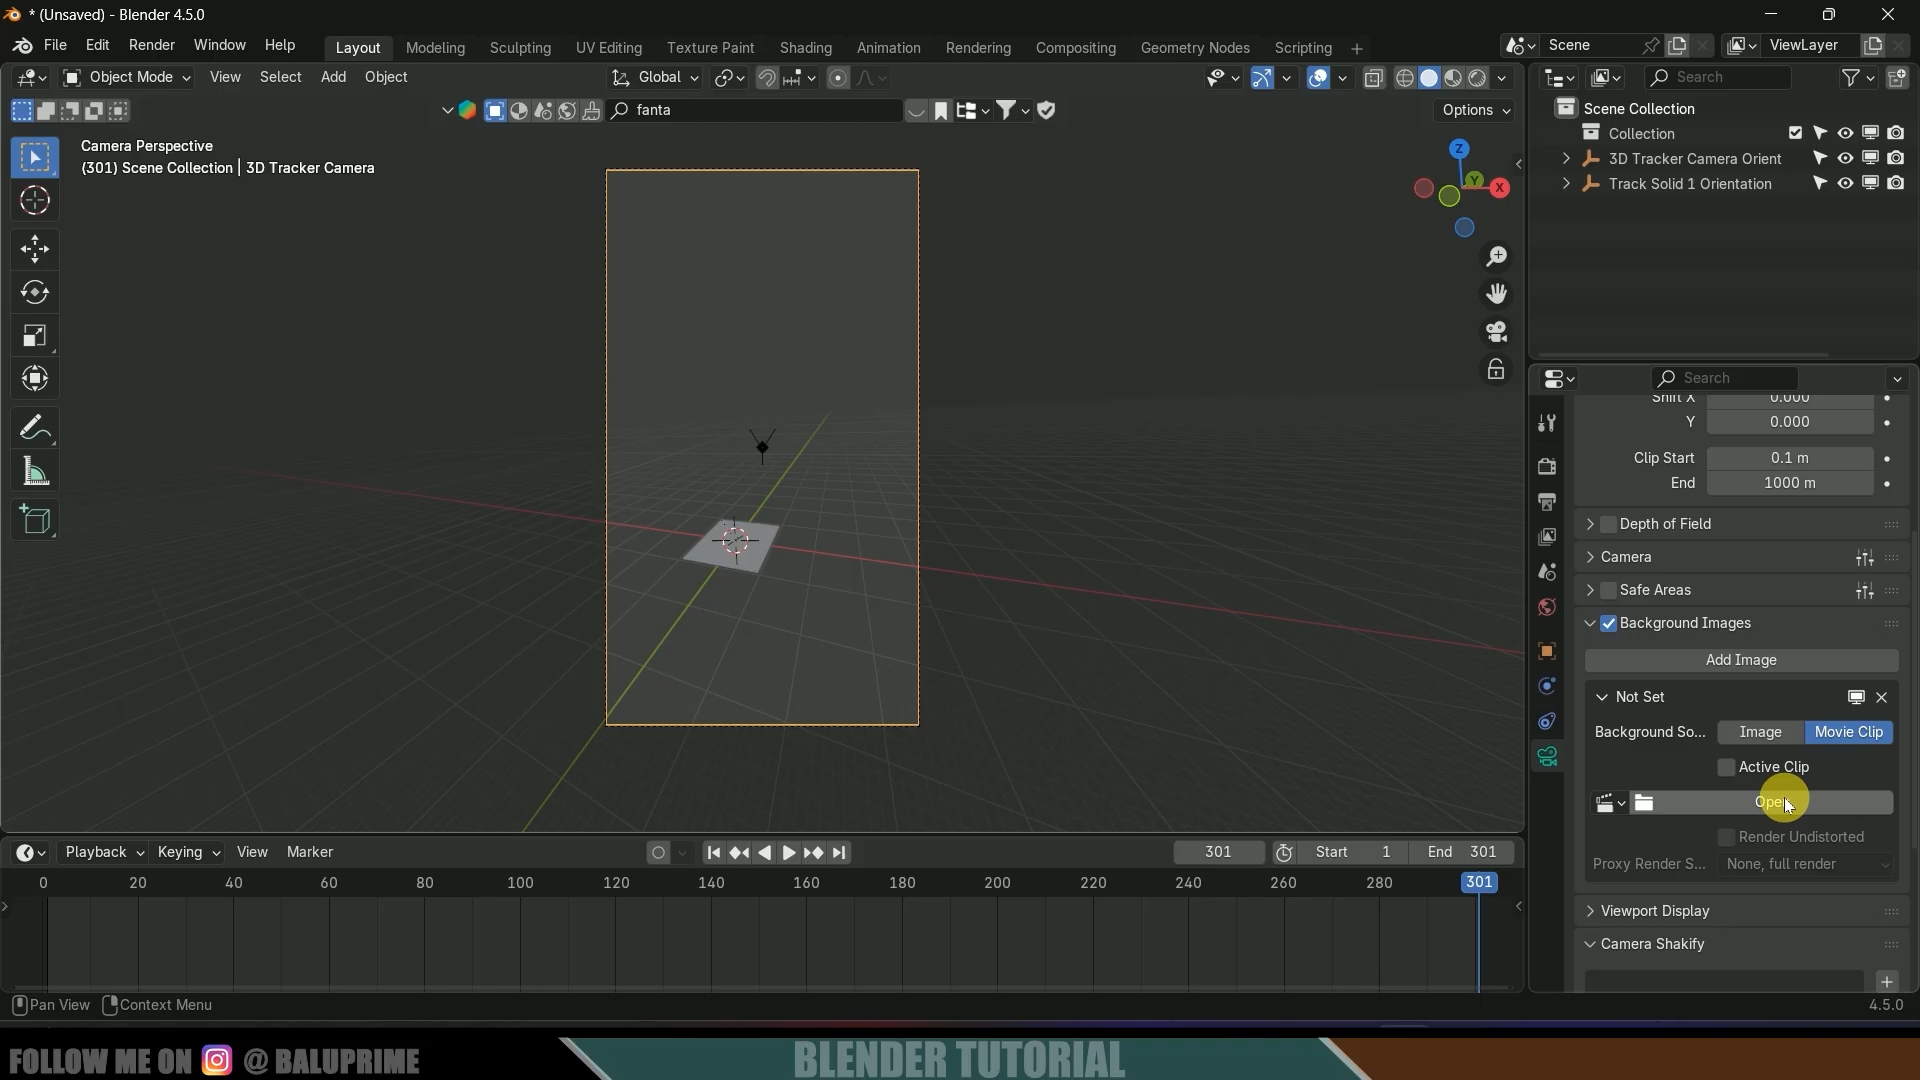 * (Unsaved) - Blender 4.5.0
File Edit Render Window Help Layout Modeling Sculpting UV Editing Texture Paint Shading Animation Rendering Compositing Geometry Nodes Scripting + Scene ViewLayer
Object Mode View Select Add Object Global Search
fanta Options
Camera Perspective
(301) Scene Collection | 3D Tracker Camera
Z
Y
X
Scene Collection
Collection
3D Tracker Camera Orient
Track Solid 1 Orientation
Search
Shift X 0.000
Y 0.000
Clip Start 0.1 m
End 1000 m
Depth of Field
Camera
Safe Areas
Background Images
Add Image
Not Set
Background So... Image Movie Clip
Active Clip
Open
Render Undistorted
Proxy Render S... None, full render
Viewport Display
Camera Shakify
Playback Keying View Marker 301 Start 1 End 301
0 20 40 60 80 100 120 140 160 180 200 220 240 260 280 301
Pan View Context Menu 4.5.0
FOLLOW ME ON @ BALUPRIME BLENDER TUTORIAL